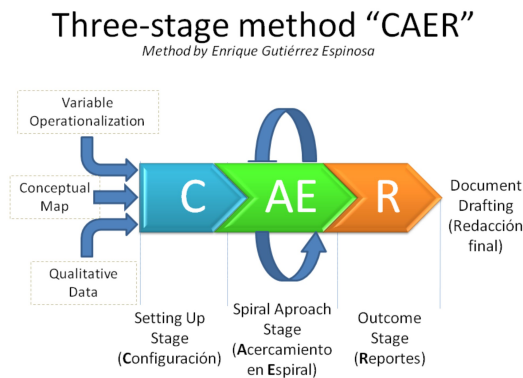 Three-stage method “CAER”
Method by Enrique Gutiérrez Espinosa
Variable
Operationalization
Conceptual
Map
Qualitative
Data
C
AE
R
Document
Drafting
(Redacción
final)
Setting Up
Stage
(Configuración)
Spiral Aproach
Stage
(Acercamiento
en Espiral)
Outcome
Stage
(Reportes)